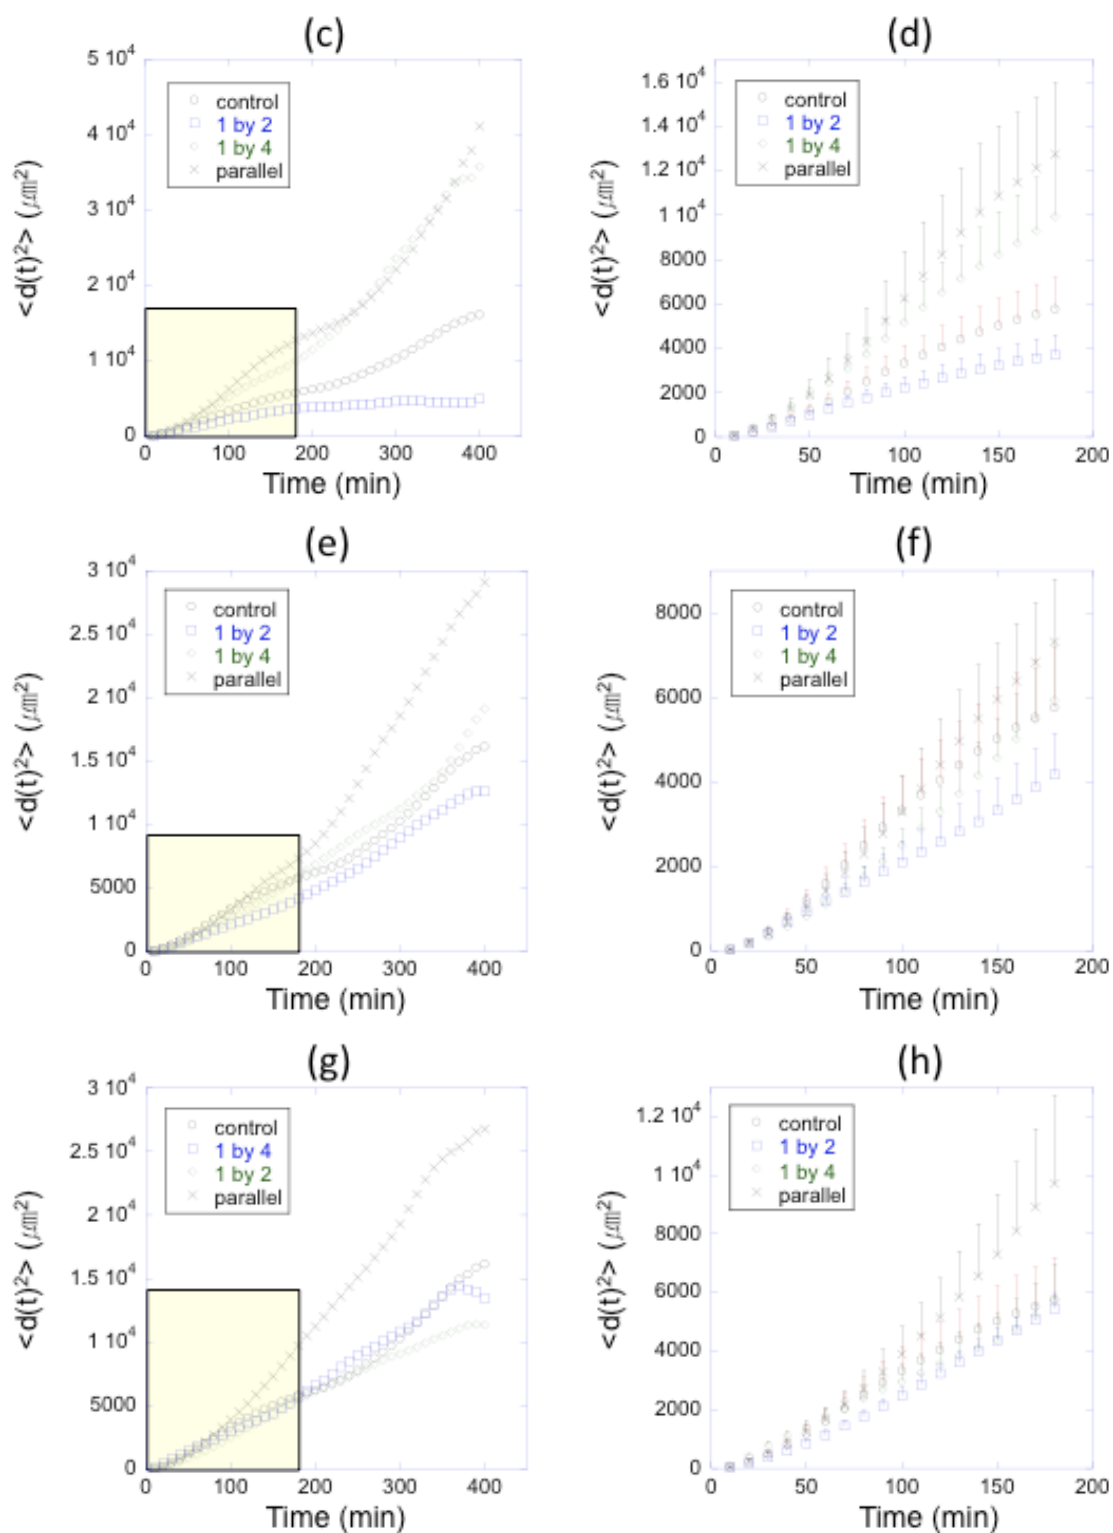 (c)
5 10⁴
4 10⁴
3 10⁴
2 10⁴
1 10⁴
0
<d(t)²> (㎛²)
control
1 by 2
1 by 4
parallel
0 100 200 300 400
Time (min)
(d)
1.6 10⁴
1.4 10⁴
1.2 10⁴
1 10⁴
8000
6000
4000
2000
0
<d(t)²> (㎛²)
control
1 by 2
1 by 4
parallel
0 50 100 150 200
Time (min)
(e)
3 10⁴
2.5 10⁴
2 10⁴
1.5 10⁴
1 10⁴
5000
0
<d(t)²> (㎛²)
control
1 by 2
1 by 4
parallel
0 100 200 300 400
Time (min)
(f)
8000
6000
4000
2000
0
<d(t)²> (㎛²)
control
1 by 2
1 by 4
parallel
0 50 100 150 200
Time (min)
(g)
3 10⁴
2.5 10⁴
2 10⁴
1.5 10⁴
1 10⁴
5000
0
<d(t)²> (㎛²)
control
1 by 4
1 by 2
parallel
0 100 200 300 400
Time (min)
(h)
1.2 10⁴
1 10⁴
8000
6000
4000
2000
0
<d(t)²> (㎛²)
control
1 by 2
1 by 4
parallel
0 50 100 150 200
Time (min)